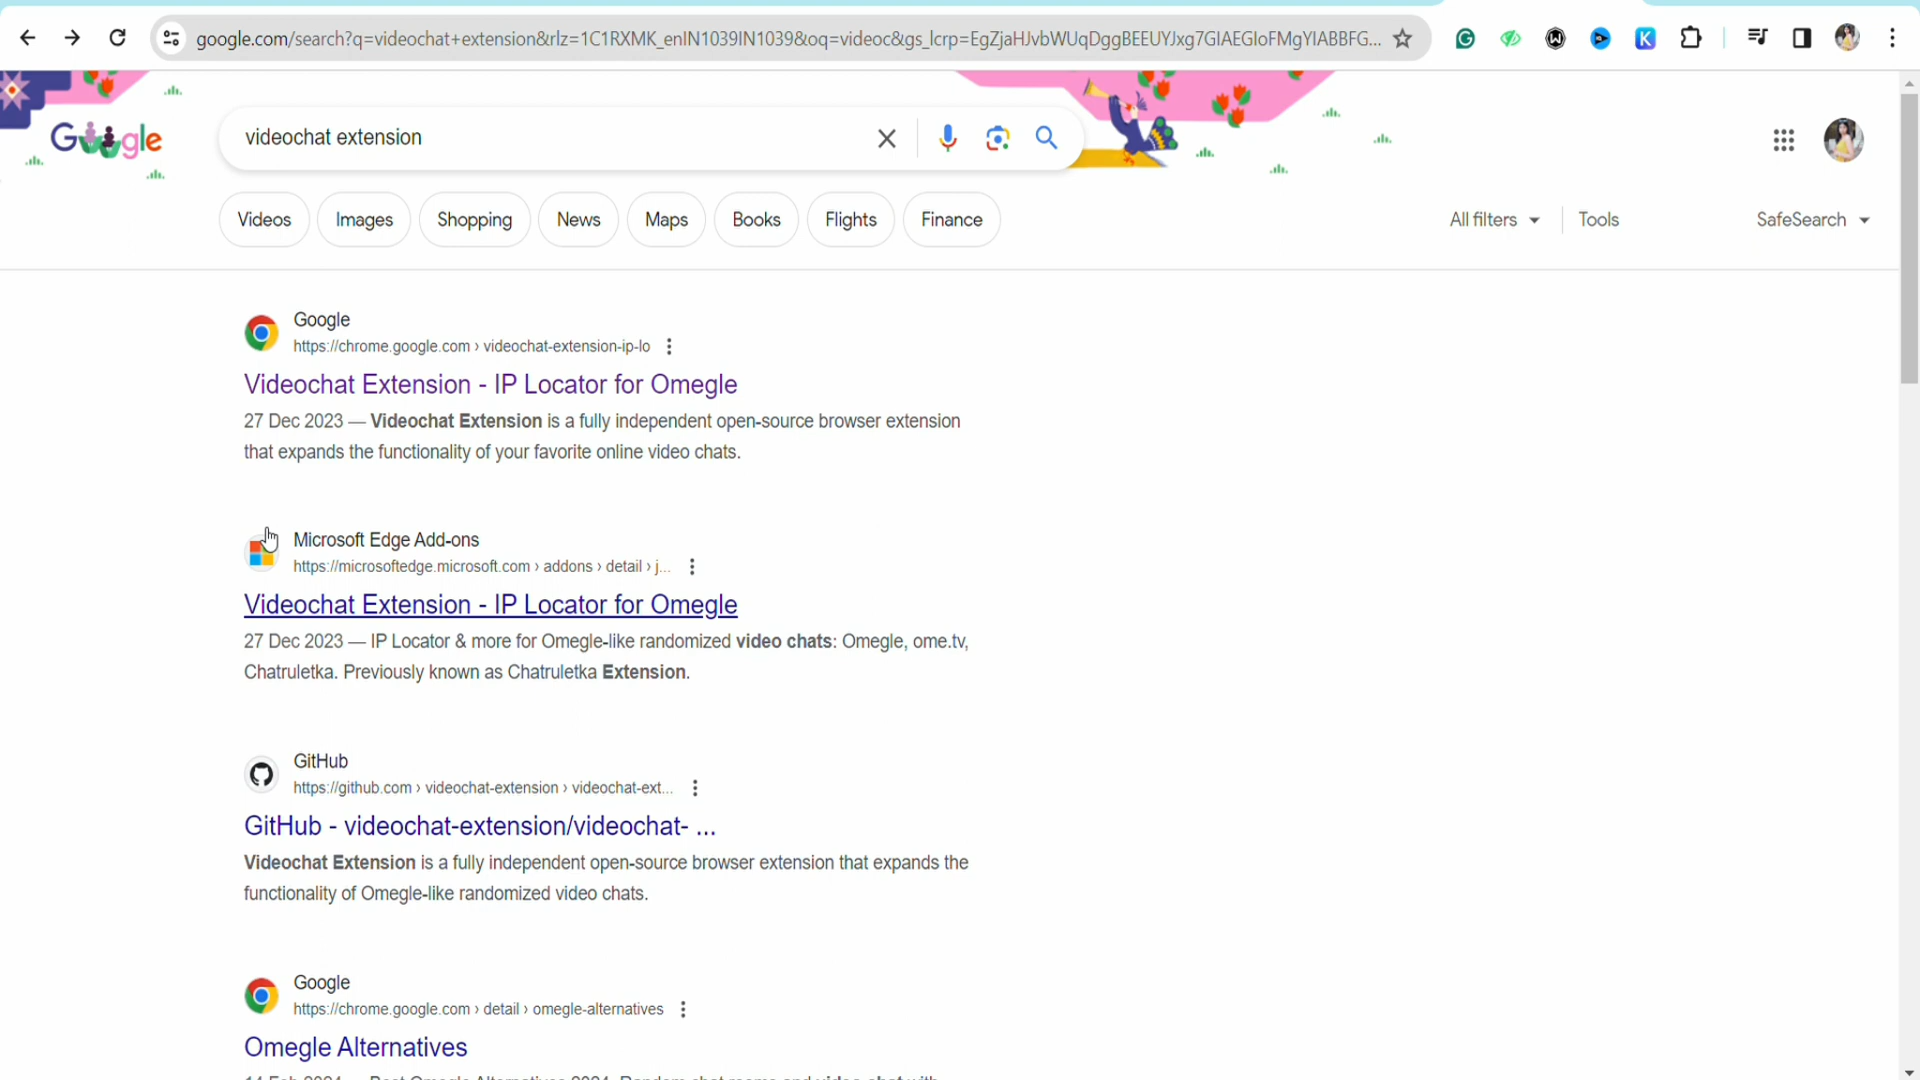 google.com/search?q=videochat+extension&rlz=1C1RXMK_enIN1039IN1039&oq=videoc&gs_lcrp=EgZjaHJvbWUqDggBEEUYJxg7GIAEGIoFMgYIABBFG...
Google
videochat extension
Videos Images Shopping News Maps Books Flights Finance All filters Tools SafeSearch
Google
https://chrome.google.com › videochat-extension-ip-lo
Videochat Extension - IP Locator for Omegle
27 Dec 2023 — Videochat Extension is a fully independent open-source browser extension
that expands the functionality of your favorite online video chats.
Microsoft Edge Add-ons
https://microsoftedge.microsoft.com › addons › detail › j...
Videochat Extension - IP Locator for Omegle
27 Dec 2023 — IP Locator & more for Omegle-like randomized video chats: Omegle, ome.tv,
Chatruletka. Previously known as Chatruletka Extension.
GitHub
https://github.com › videochat-extension › videochat-ext...
GitHub - videochat-extension/videochat- ...
Videochat Extension is a fully independent open-source browser extension that expands the
functionality of Omegle-like randomized video chats.
Google
https://chrome.google.com › detail › omegle-alternatives
Omegle Alternatives